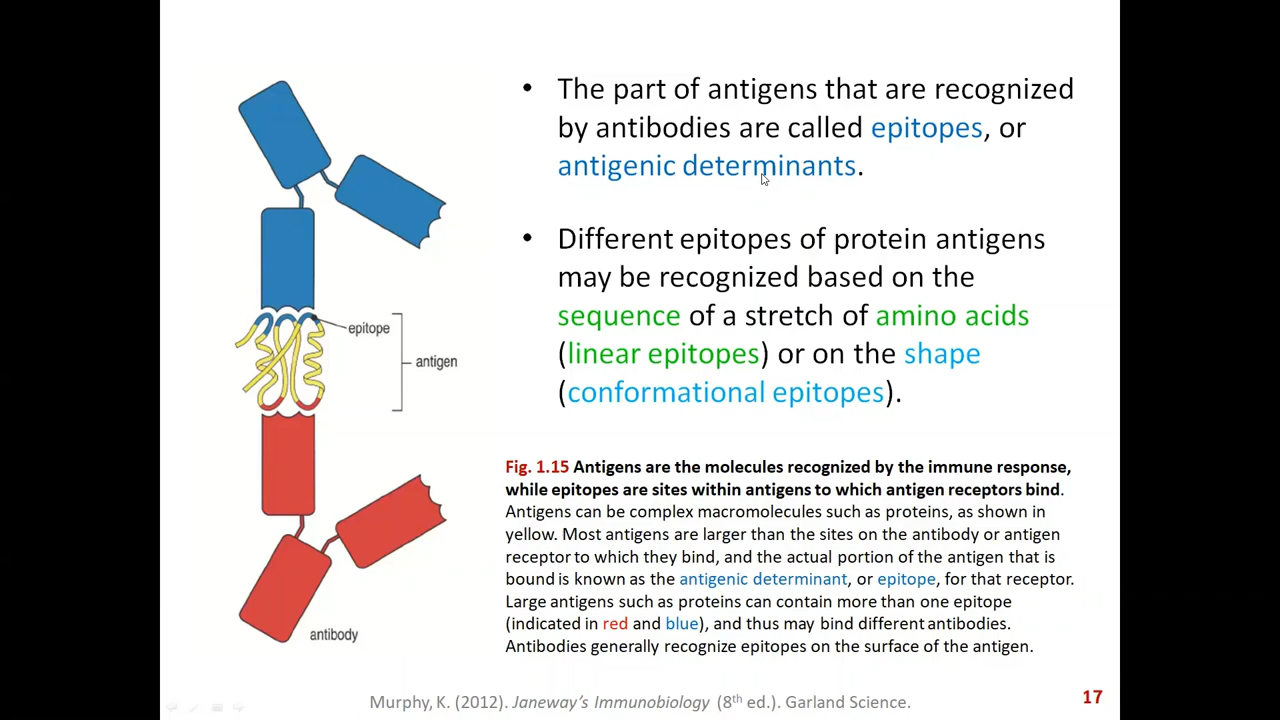 • The part of antigens that are recognized
by antibodies are called epitopes, or
antigenic determinants.
• Different epitopes of protein antigens
may be recognized based on the
sequence of a stretch of amino acids
(linear epitopes) or on the shape
(conformational epitopes).
epitope
antigen
antibody
Fig. 1.15 Antigens are the molecules recognized by the immune response,
while epitopes are sites within antigens to which antigen receptors bind.
Antigens can be complex macromolecules such as proteins, as shown in
yellow. Most antigens are larger than the sites on the antibody or antigen
receptor to which they bind, and the actual portion of the antigen that is
bound is known as the antigenic determinant, or epitope, for that receptor.
Large antigens such as proteins can contain more than one epitope
(indicated in red and blue), and thus may bind different antibodies.
Antibodies generally recognize epitopes on the surface of the antigen.
Murphy, K. (2012). Janeway's Immunobiology (8th ed.). Garland Science.
17